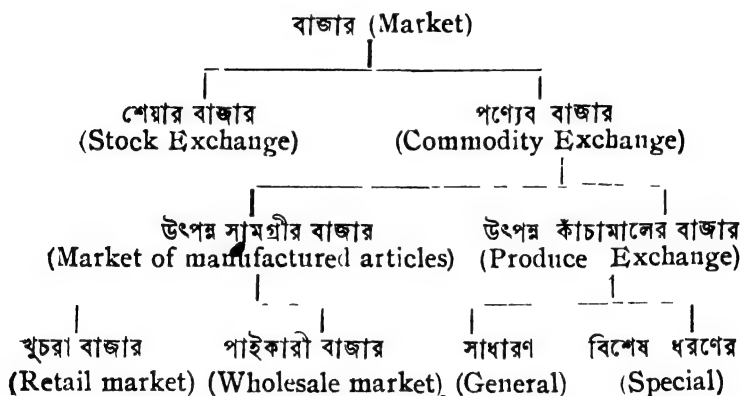 বাজার (Market)
শেয়ার বাজার পণ্যেব বাজার
(Stock Exchange) (Commodity Exchange)
উৎপন্ন সামগ্রীর বাজার উৎপন্ন কাঁচামালের বাজার
(Market of manufactured articles) (Produce Exchange)
খুচরা বাজার পাইকারী বাজার সাধারণ বিশেষ ধরণের
(Retail market) (Wholesale market) (General) (Special)